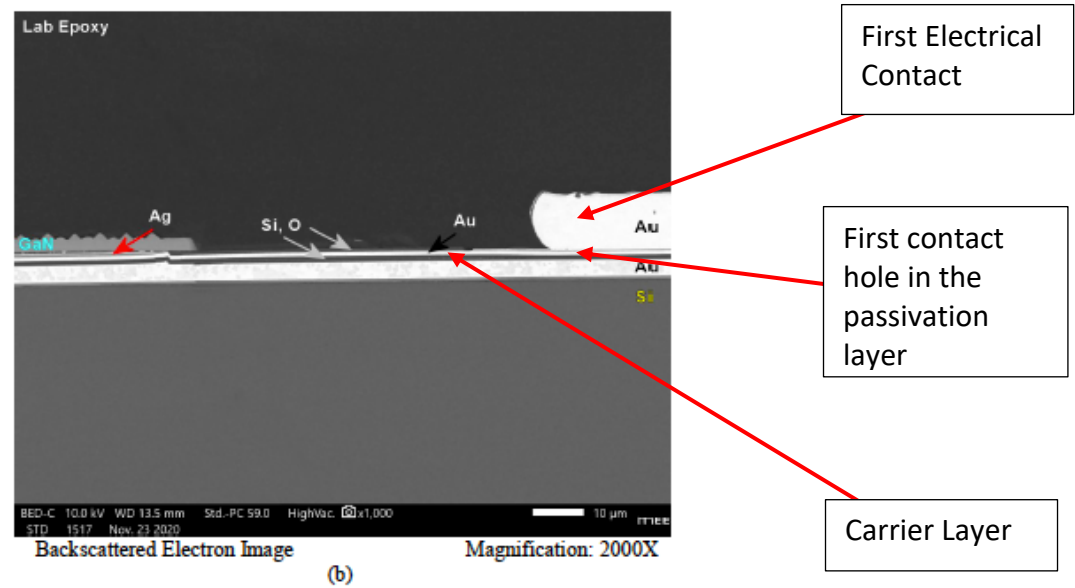 Lab Epoxy
First Electrical
Contact
Ag
Si, O
Au
GaN
Au
First contact
hole in the
passivation
layer
Au
Si
Carrier Layer
BED-C 10.0 kV WD 13.5 mm Std.-PC 59.0 HighVac. x1,000 10 µm
STD 1517 Nov. 23 2020
Backscattered Electron Image Magnification: 2000X
(b)